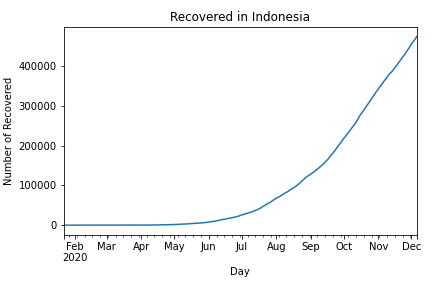 Recovered in Indonesia
Number of Recovered
400000
300000
200000
100000
0
Feb Mar Apr May Jun Jul Aug Sep Oct Nov Dec
2020
Day